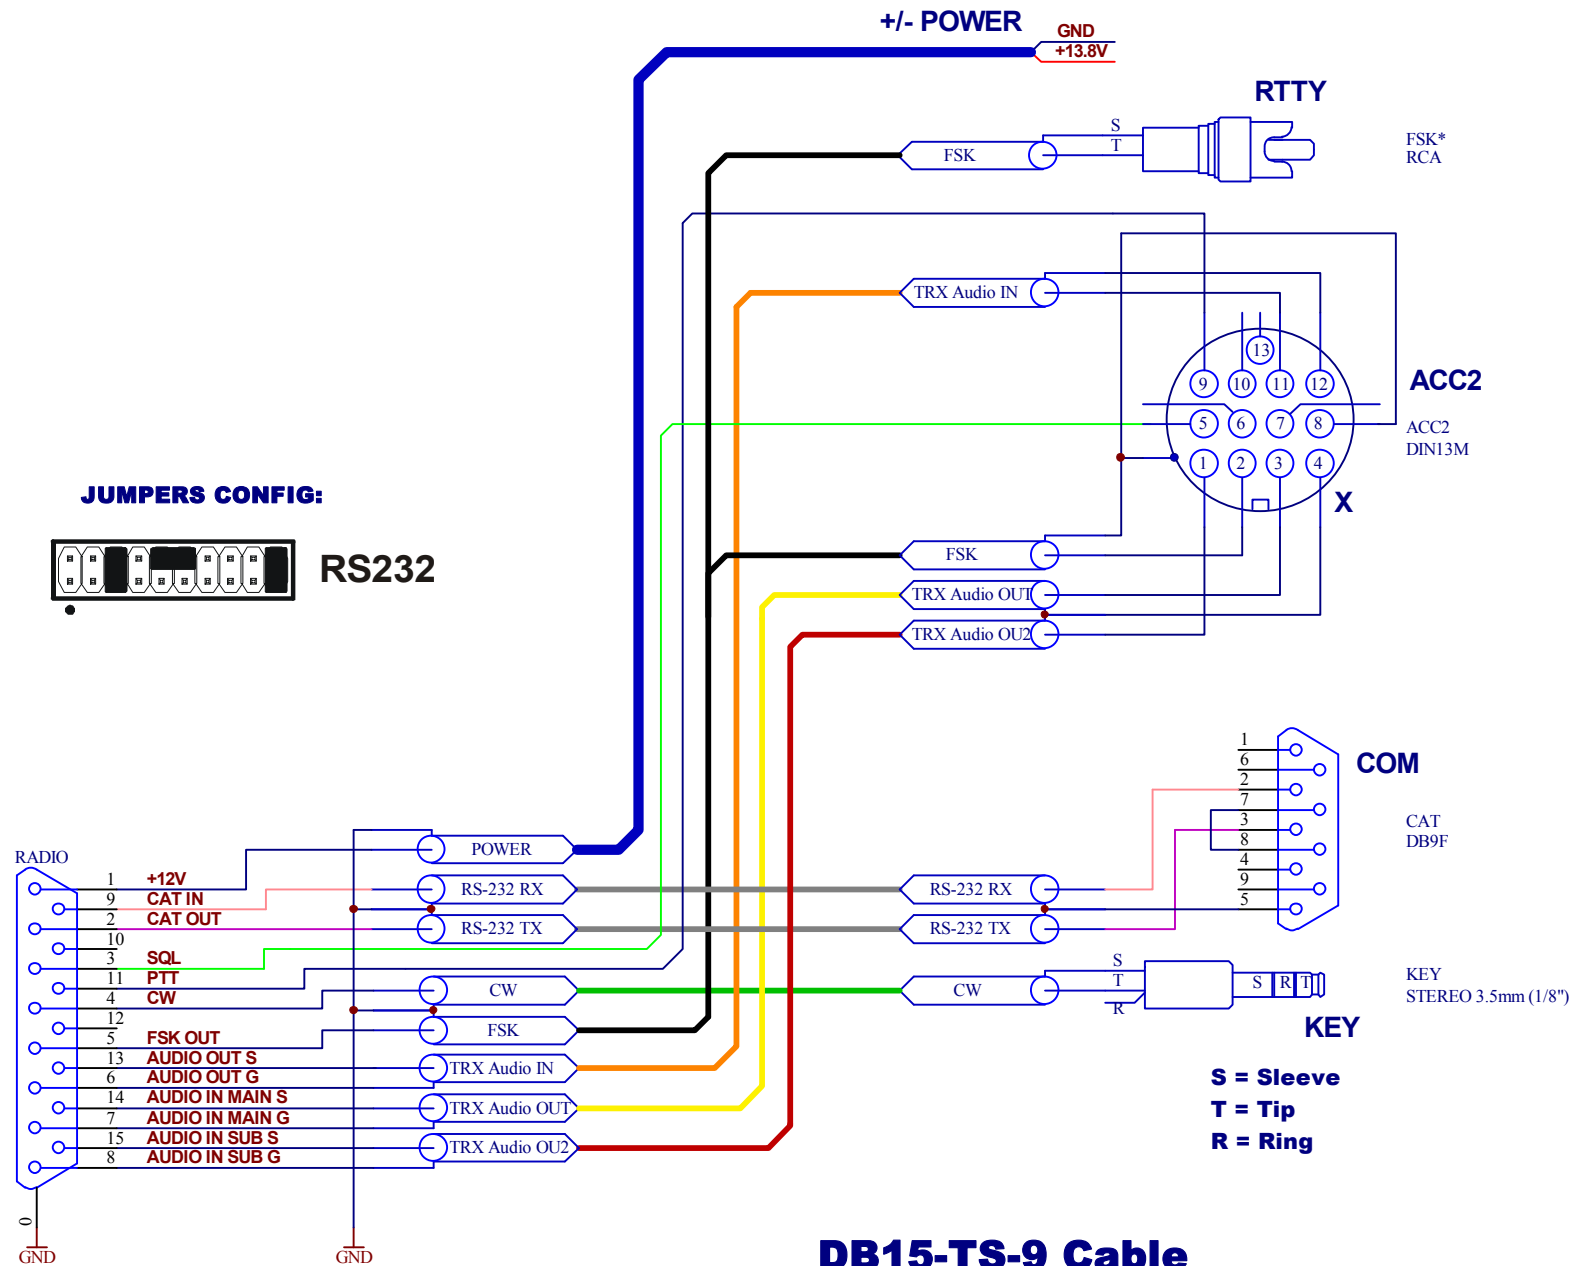 +/- POWER
GND
+13.8V
RTTY
S
T
FSK
FSK*
RCA
TRX Audio IN
13
9 10 11 12
ACC2
5 6 7 8
ACC2
DIN13M
1 2 3 4
X
JUMPERS CONFIG:
RS232
FSK
TRX Audio OUT
TRX Audio OU2
COM
1
6
2
7
3
8
4
9
5
CAT
DB9F
RADIO
POWER
1 +12V
9 CAT IN
2 CAT OUT
10
3 SQL
11 PTT
4 CW
12
5 FSK OUT
13 AUDIO OUT S
6 AUDIO OUT G
14 AUDIO IN MAIN S
7 AUDIO IN MAIN G
15 AUDIO IN SUB S
8 AUDIO IN SUB G
0
GND
GND
RS-232 RX
RS-232 TX
CW
FSK
TRX Audio IN
TRX Audio OUT
TRX Audio OU2
RS-232 RX
RS-232 TX
CW
S
T
R
S R T
KEY
KEY
STEREO 3.5mm (1/8")
S = Sleeve
T = Tip
R = Ring
DB15-TS-9 Cable